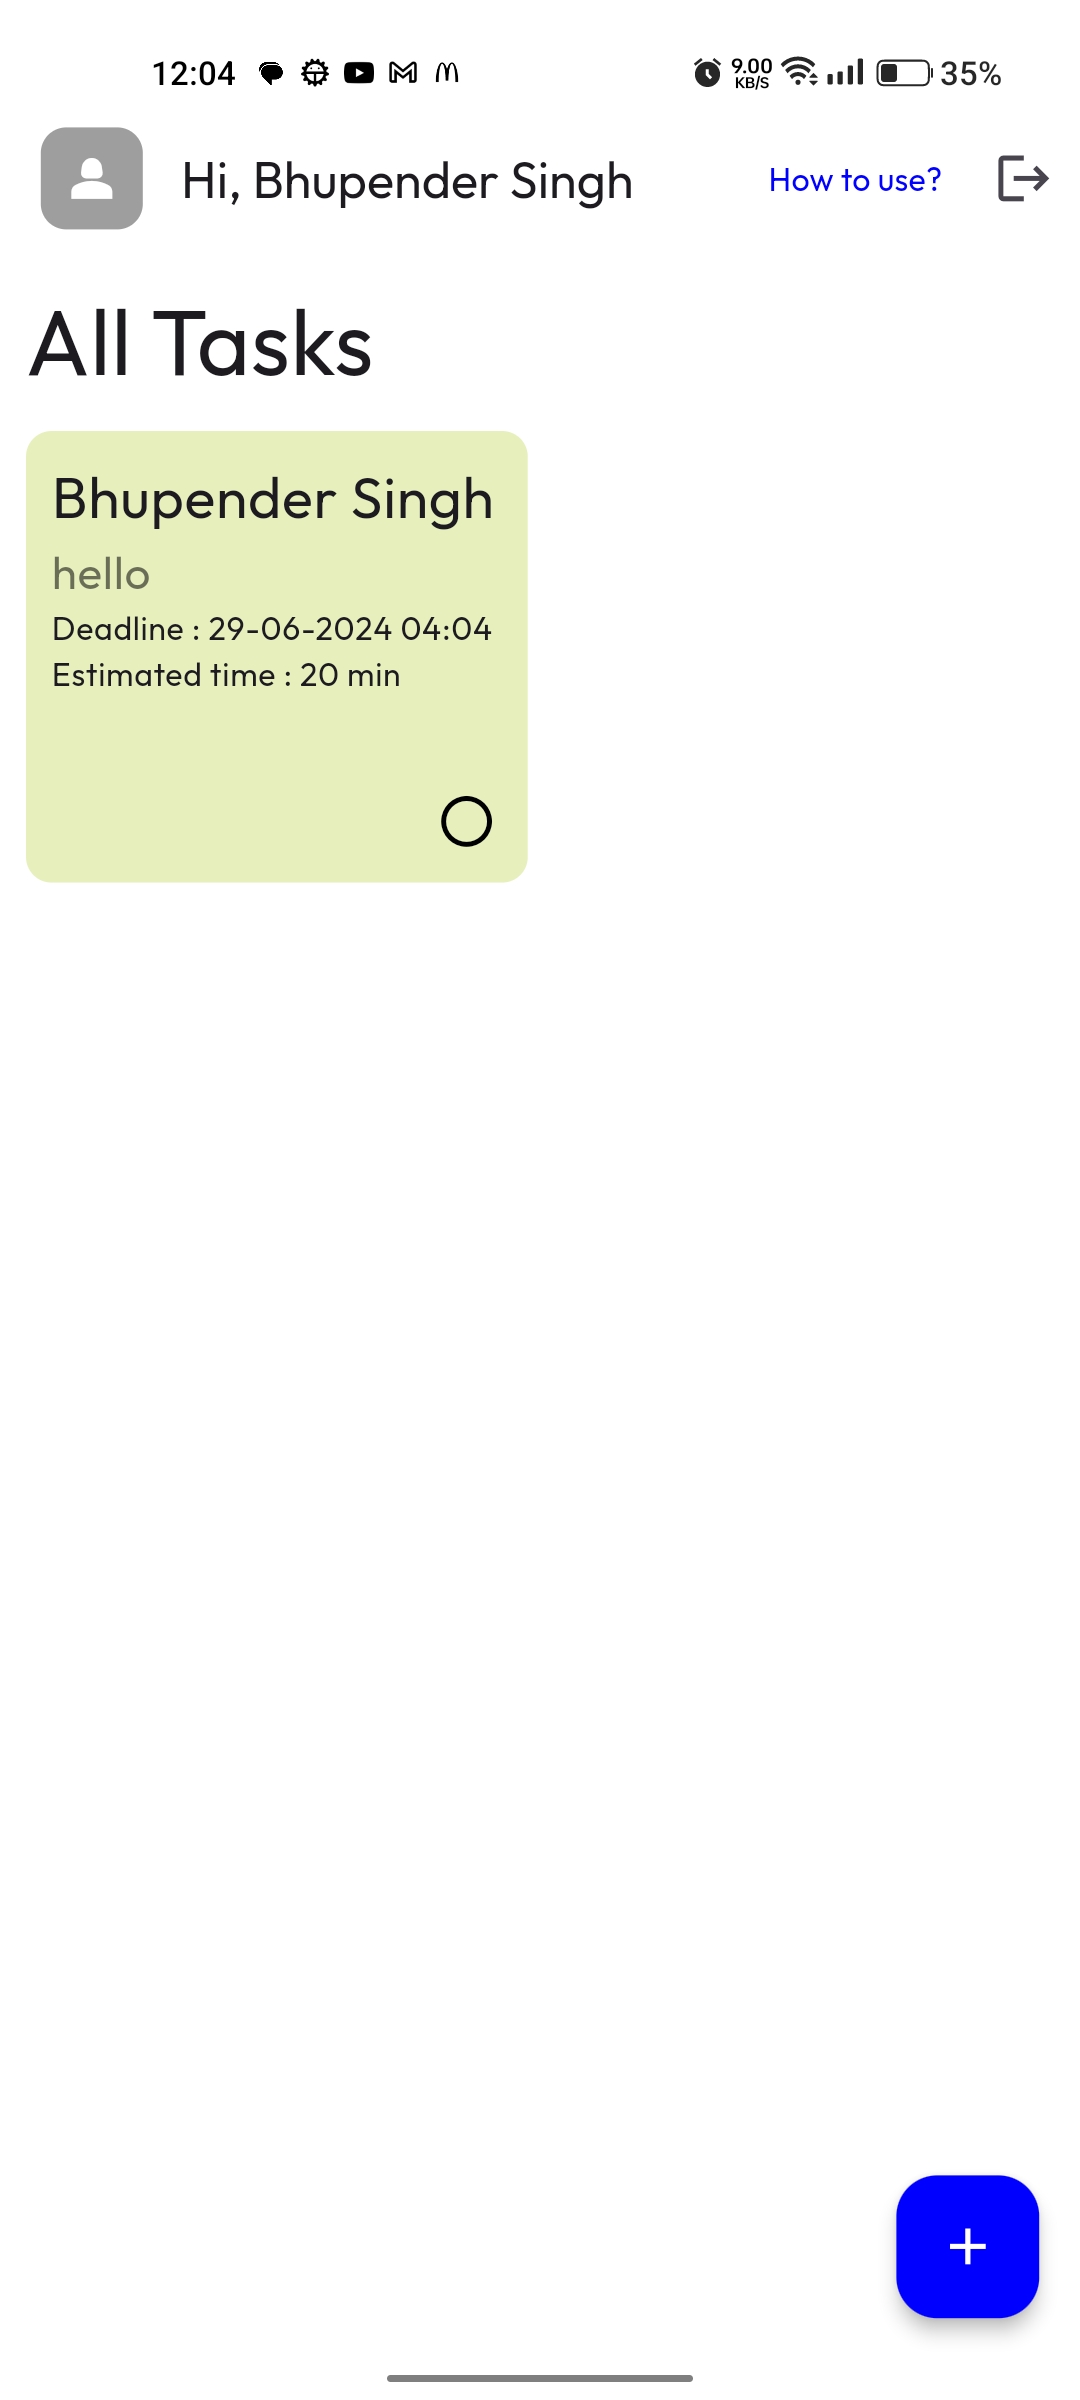 12:04 9.00 KB/S 35%
Hi, Bhupender Singh How to use?
All Tasks
Bhupender Singh
hello
Deadline : 29-06-2024 04:04
Estimated time : 20 min
+